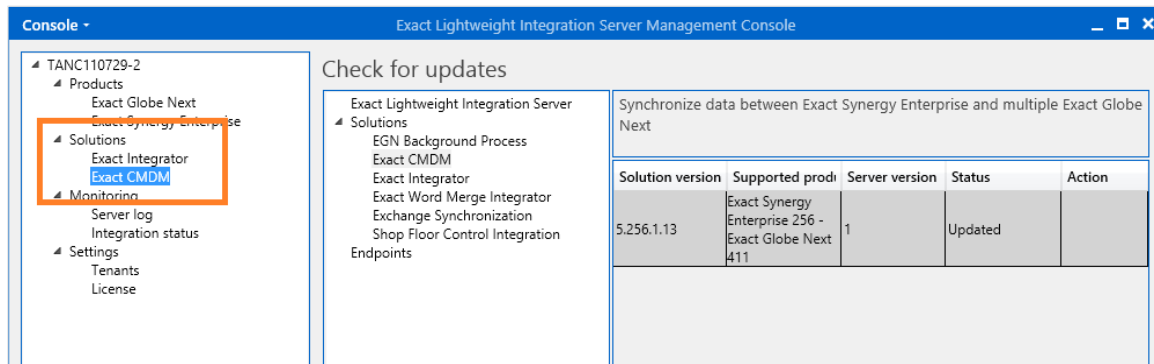 Console
Exact Lightweight Integration Server Management Console
TANC110729-2
Products
Exact Globe Next
Exact Synergy Enterprise
Solutions
Exact Integrator
Exact CMDM
Monitoring
Server log
Integration status
Settings
Tenants
License
Check for updates
Exact Lightweight Integration Server
Solutions
EGN Background Process
Exact CMDM
Exact Integrator
Exact Word Merge Integrator
Exchange Synchronization
Shop Floor Control Integration
Endpoints
Synchronize data between Exact Synergy Enterprise and multiple Exact Globe
Next
Solution version Supported produ Server version Status Action
5.256.1.13
Exact Synergy
Enterprise 256 -
Exact Globe Next
411
1
Updated